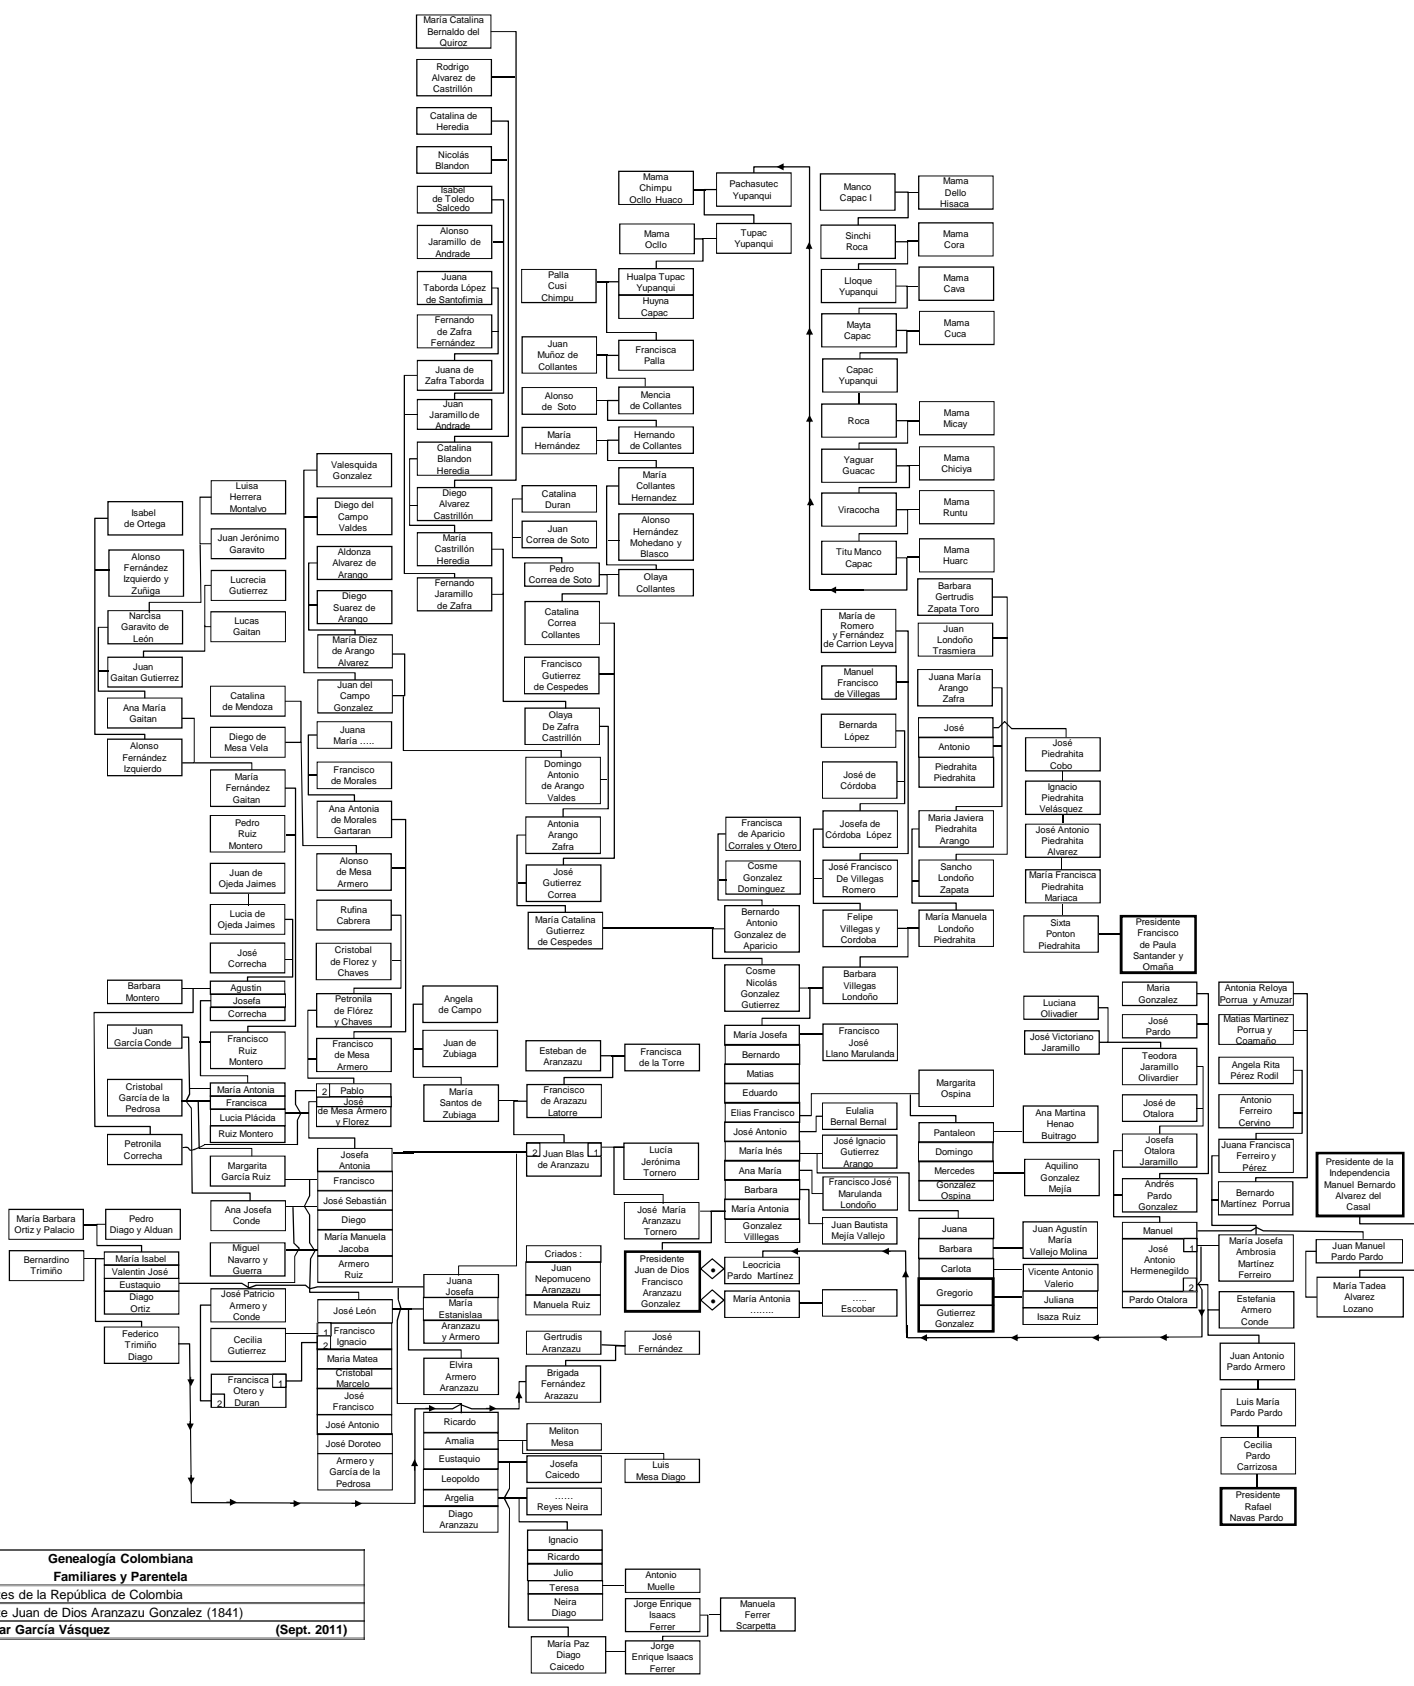 María Catalina
Bernaldo del
Quiroz
Rodrigo
Alvarez de
Castrillón
Catalina de
Heredia
Nicolás
Blandon
Isabel
de Toledo
Salcedo
Alonso
Jaramillo de
Andrade
Juana
Taborda López
de Santofimia
Fernando
de Zafra
Fernández
Juana de
Zafra Taborda
Juan
Jaramillo de
Andrade
Catalina
Blandon
Heredia
Diego
Alvarez
Castrillón
María
Castrillón
Heredia
Fernando
Jaramillo
de Zafra
Mama
Chimpu
Ocllo Huaco
Pachasutec
Yupanqui
Mama
Ocllo
Tupac
Yupanqui
Palla
Cusi
Chimpu
Hualpa Tupac
Yupanqui
Huyna
Capac
Juan
Muñoz de
Collantes
Francisca
Palla
Alonso
de Soto
Mencia
de Collantes
María
Hernández
Hernando
de Collantes
María
Collantes
Hernandez
Catalina
Duran
Juan
Correa de Soto
Alonso
Hernández
Mohedano y
Blasco
Pedro
Correa de Soto
Olaya
Collantes
Manco
Capac I
Mama
Dello
Hisaca
Sinchi
Roca
Mama
Cora
Lloque
Yupanqui
Mama
Cava
Mayta
Capac
Mama
Cuca
Capac
Yupanqui
Roca
Mama
Micay
Yaguar
Guacac
Mama
Chiciya
Viracocha
Mama
Runtu
Titu Manco
Capac
Mama
Huarc
Valesquida
Gonzalez
Diego del
Campo
Valdes
Aldonza
Alvarez de
Arango
Diego
Suarez de
Arango
María Diez
de Arango
Alvarez
Juan del
Campo
Gonzalez
Juana
María .....
Francisco
de Morales
Ana Antonia
de Morales
Gartaran
Alonso
de Mesa
Armero
Rufina
Cabrera
Cristobal
de Florez y
Chaves
Petronila
de Flórez
y Chaves
Francisco
de Mesa
Armero
Luisa
Herrera
Montalvo
Juan Jerónimo
Garavito
Lucrecia
Gutierrez
Lucas
Gaitan
Isabel
de Ortega
Alonso
Fernández
Izquierdo y
Zuñiga
Narcisa
Garavito de
León
Juan
Gaitan Gutierrez
Ana María
Gaitan
Alonso
Fernández
Izquierdo
Catalina
de Mendoza
Diego de
Mesa Vela
María
Fernández
Gaitan
Pedro
Ruiz
Montero
Juan de
Ojeda Jaimes
Lucia de
Ojeda Jaimes
José
Correcha
Agustin
Josefa
Correcha
Francisco
Ruiz
Montero
Barbara
Montero
Juan
García Conde
Cristobal
García de la
Pedrosa
Petronila
Correcha
María Antonia
Francisca
Lucia Plácida
Ruiz Montero
2 Pablo
José
de Mesa Armero
y Florez
Margarita
García Ruiz
Ana Josefa
Conde
Miguel
Navarro y
Guerra
Josefa
Antonia
Francisco
José Sebastián
Diego
María Manuela
Jacoba
Armero
Ruiz
Catalina
Correa
Collantes
Francisco
Gutierrez
de Cespedes
Olaya
De Zafra
Castrillón
Domingo
Antonio
de Arango
Valdes
Antonia
Arango
Zafra
José
Gutierrez
Correa
María Catalina
Gutierrez
de Cespedes
Angela
de Campo
Juan de
Zubiaga
María
Santos de
Zubiaga
Esteban de
Aranzazu
Francisca
de la Torre
Francisco
de Arazazu
Latorre
2 Juan Blas 1
de Aranzazu
Lucía
Jerónima
Tornero
José María
Aranzazu
Tornero
Presidente
Juan de Dios
Francisco
Aranzazu
Gonzalez
Barbara
Gertrudis
Zapata Toro
María de
Romero
y Fernández
de Carrion Leyva
Juan
Londoño
Trasmiera
Manuel
Francisco
de Villegas
Juana María
Arango
Zafra
Bernarda
López
José
Antonio
Piedrahita
Piedrahita
José de
Córdoba
Josefa de
Córdoba López
Maria Javiera
Piedrahita
Arango
José Francisco
De Villegas
Romero
Sancho
Londoño
Zapata
Felipe
Villegas y
Cordoba
María Manuela
Londoño
Piedrahita
José
Piedrahita
Cobo
Ignacio
Piedrahita
Velásquez
José Antonio
Piedrahita
Alvarez
María Francisca
Piedrahita
Mariaca
Sixta
Ponton
Piedrahita
Presidente
Francisco
de Paula
Santander y
Omaña
Francisca
de Aparicio
Corrales y Otero
Cosme
Gonzalez
Dominguez
Bernardo
Antonio
Gonzalez de
Aparicio
Cosme
Nicolás
Gonzalez
Gutierrez
Barbara
Villegas
Londoño
María Josefa
Bernardo
Matias
Eduardo
Elias Francisco
José Antonio
María Inés
Ana María
Barbara
María Antonia
Gonzalez
Villlegas
Francisco
José
Llano Marulanda
Eulalia
Bernal Bernal
José Ignacio
Gutierrez
Arango
Francisco José
Marulanda
Londoño
Juan Bautista
Mejía Vallejo
Margarita
Ospina
Pantaleon
Domingo
Mercedes
Gonzalez
Ospina
Ana Martina
Henao
Buitrago
Aquilino
Gonzalez
Mejía
Juana
Barbara
Carlota
Gregorio
Gutierrez
Gonzalez
Juan Agustín
María
Vallejo Molina
Vicente Antonio
Valerio
Juliana
Isaza Ruiz
Leocricia
Pardo Martínez
María Antonia
.........
.....
Escobar
Maria
Gonzalez
José
Pardo
Luciana
Olivadier
José Victoriano
Jaramillo
Teodora
Jaramillo
Olivardier
José de
Otalora
Josefa
Otalora
Jaramillo
Andrés
Pardo
Gonzalez
Manuel
José 1
Antonio
Hermenegildo
2
Pardo Otalora
Antonia Reloya
Porrua y Amuzar
Matias Martinez
Porrua y
Coamaño
Angela Rita
Pérez Rodil
Antonio
Ferreiro
Cervino
Juana Francisca
Ferreiro y
Pérez
Bernardo
Martínez Porrua
María Josefa
Ambrosia
Martínez
Ferreiro
Estefania
Armero
Conde
Juan Antonio
Pardo Armero
Luis María
Pardo Pardo
Cecilia
Pardo
Carrizosa
Presidente
Rafael
Navas Pardo
Presidente de la
Independencia
Manuel Bernardo
Alvarez del
Casal
Juan Manuel
Pardo Pardo
María Tadea
Alvarez
Lozano
María Barbara
Ortiz y Palacio
Pedro
Diago y Alduan
Bernardino
Trimiño
María Isabel
Valentin José
Eustaquio
Diago
Ortiz
Federico
Trimiño
Diago
José Patricio
Armero y
Conde
Cecilia
Gutierrez
Francisca 1
Otero y
2 Duran
José León
1 Francisco
2 Ignacio
Maria Matea
Cristobal
Marcelo
José
Francisco
José Antonio
José Doroteo
Armero y
García de la
Pedrosa
Juana
Josefa
María
Estanislaa
Aranzazu
y Armero
Elvira
Armero
Aranzazu
Criados :
Juan
Nepomuceno
Aranzazu
Manuela Ruiz
Gertrudis
Aranzazu
José
Fernández
Brigada
Fernández
Arazazu
Ricardo
Amalia
Eustaquio
Leopoldo
Argelia
Diago
Aranzazu
Meliton
Mesa
Josefa
Caicedo
Luis
Mesa Diago
......
Reyes Neira
Ignacio
Ricardo
Julio
Teresa
Neira
Diago
Antonio
Muelle
Jorge Enrique
Isaacs
Ferrer
Manuela
Ferrer
Scarpetta
María Paz
Diago
Caicedo
Jorge
Enrique Isaacs
Ferrer
Genealogía Colombiana
Familiares y Parentela
tes de la República de Colombia
te Juan de Dios Aranzazu Gonzalez (1841)
ar García Vásquez (Sept. 2011)